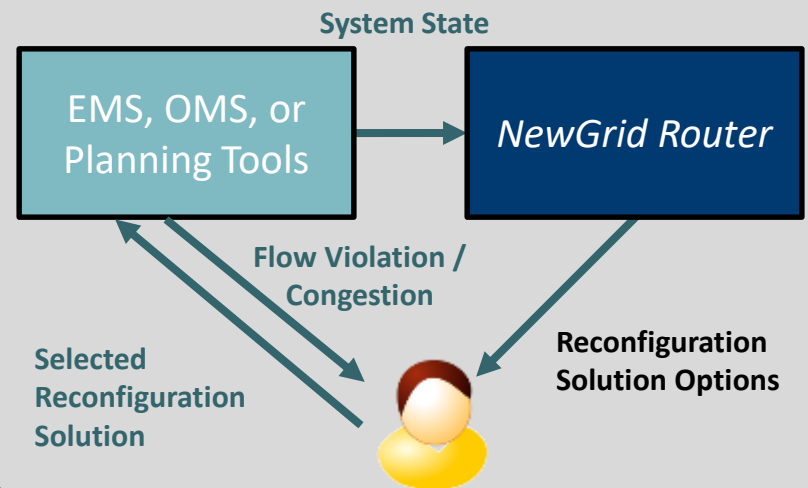 System State
EMS, OMS, or
Planning Tools
NewGrid Router
Flow Violation /
Congestion
Selected
Reconfiguration
Solution
Reconfiguration
Solution Options